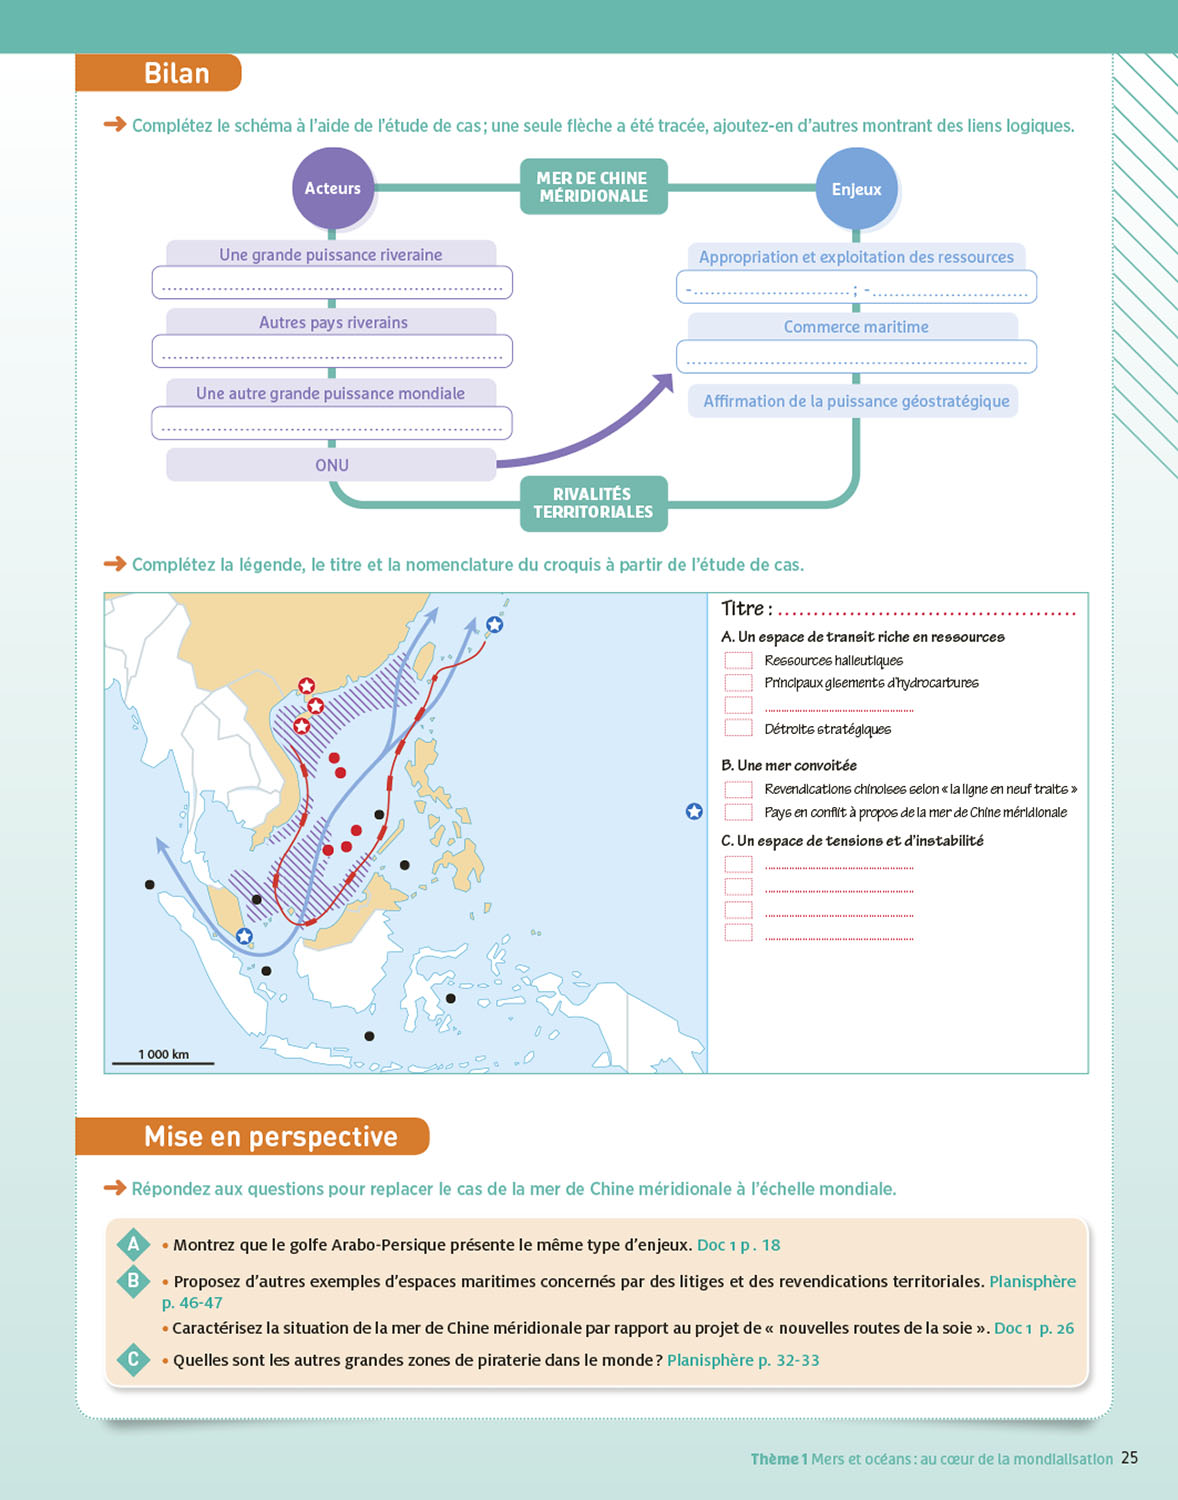 Bilan
➔ Complétez le schéma à l'aide de l'étude de cas ; une seule flèche a été tracée, ajoutez-en d'autres montrant des liens logiques.
Acteurs
MER DE CHINE
MÉRIDIONALE
Enjeux
Une grande puissance riveraine
Autres pays riverains
Une autre grande puissance mondiale
ONU
Appropriation et exploitation des ressources
- ; -
Commerce maritime
Affirmation de la puissance géostratégique
RIVALITÉS
TERRITORIALES
➔ Complétez la légende, le titre et la nomenclature du croquis à partir de l'étude de cas.
1 000 km
Titre :
A. Un espace de transit riche en ressources
Ressources halieutiques
Principaux gisements d'hydrocarbures
Détroits stratégiques
B. Une mer convoitée
Revendications chinoises selon « la ligne en neuf traits »
Pays en conflit à propos de la mer de Chine méridionale
C. Un espace de tensions et d'instabilité
Mise en perspective
➔ Répondez aux questions pour replacer le cas de la mer de Chine méridionale à l'échelle mondiale.
A • Montrez que le golfe Arabo-Persique présente le même type d'enjeux. Doc 1 p . 18
B • Proposez d'autres exemples d'espaces maritimes concernés par des litiges et des revendications territoriales. Planisphère
p. 46-47
• Caractérisez la situation de la mer de Chine méridionale par rapport au projet de « nouvelles routes de la soie ». Doc 1 p. 26
C • Quelles sont les autres grandes zones de piraterie dans le monde ? Planisphère p. 32-33
Thème 1 Mers et océans : au cœur de la mondialisation 25